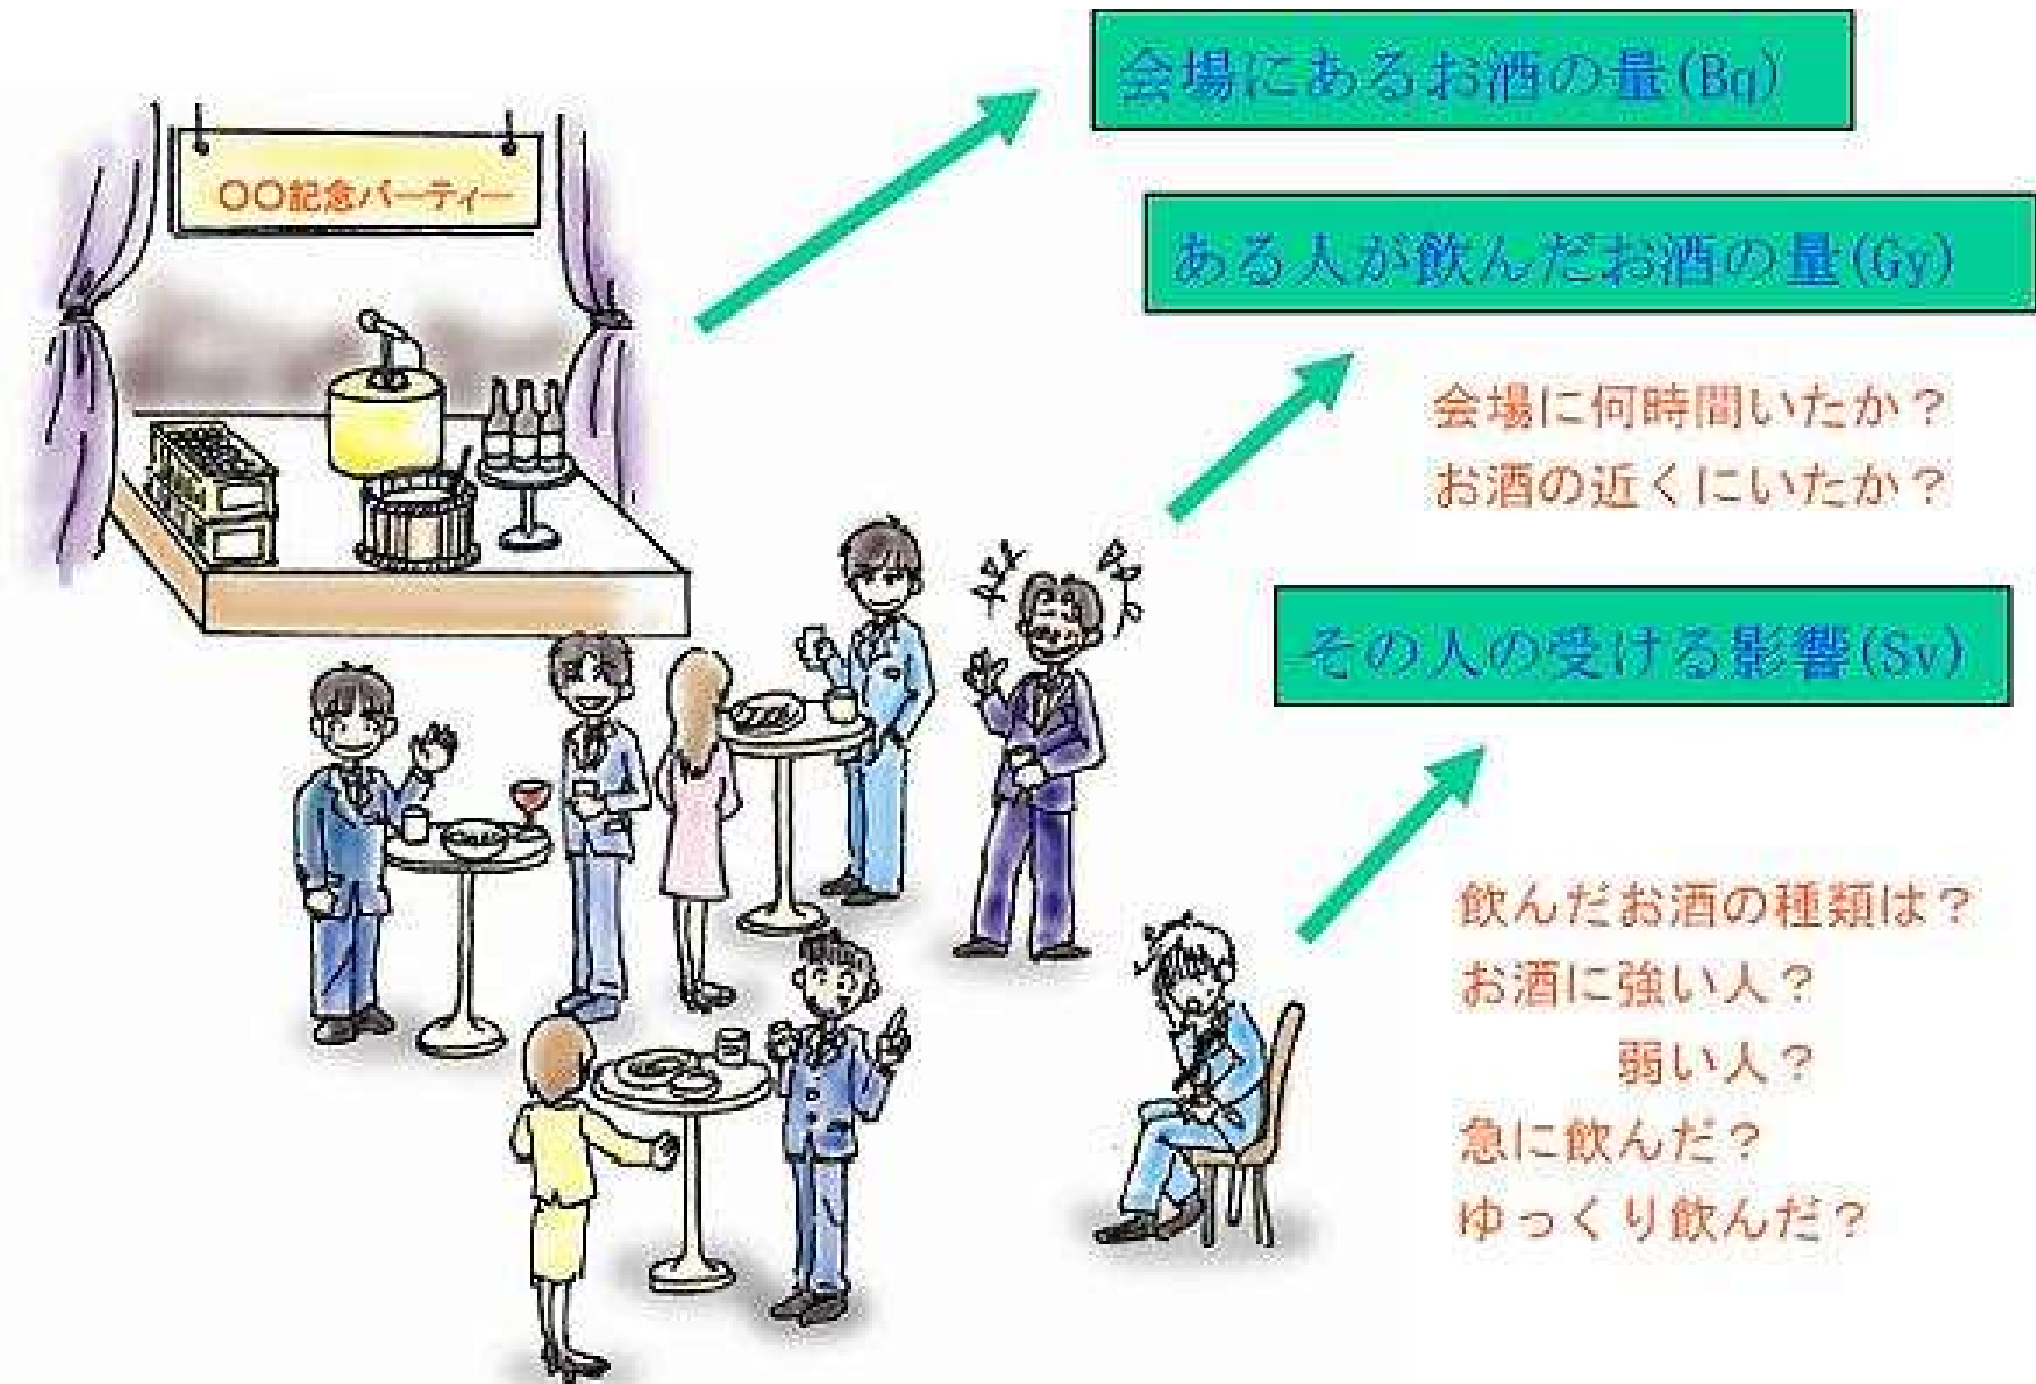 会場にあるお酒の量(Bq)
〇〇記念パーティー
ある人が飲んだお酒の量(Gy)
会場に何時間いたか？
お酒の近くにいたか？
その人の受ける影響(Sv)
飲んだお酒の種類は？
お酒に強い人？
弱い人？
急に飲んだ？
ゆっくり飲んだ？